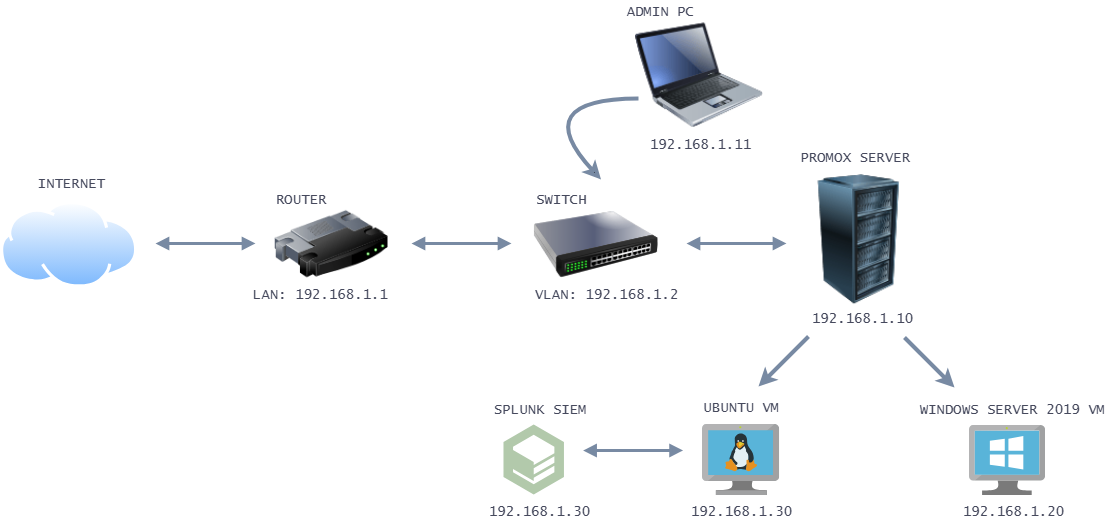 ADMIN PC
192.168.1.11
PROMOX SERVER
INTERNET
ROUTER
SWITCH
LAN: 192.168.1.1
VLAN: 192.168.1.2
192.168.1.10
SPLUNK SIEM
UBUNTU VM
WINDOWS SERVER 2019 VM
192.168.1.30
192.168.1.30
192.168.1.20